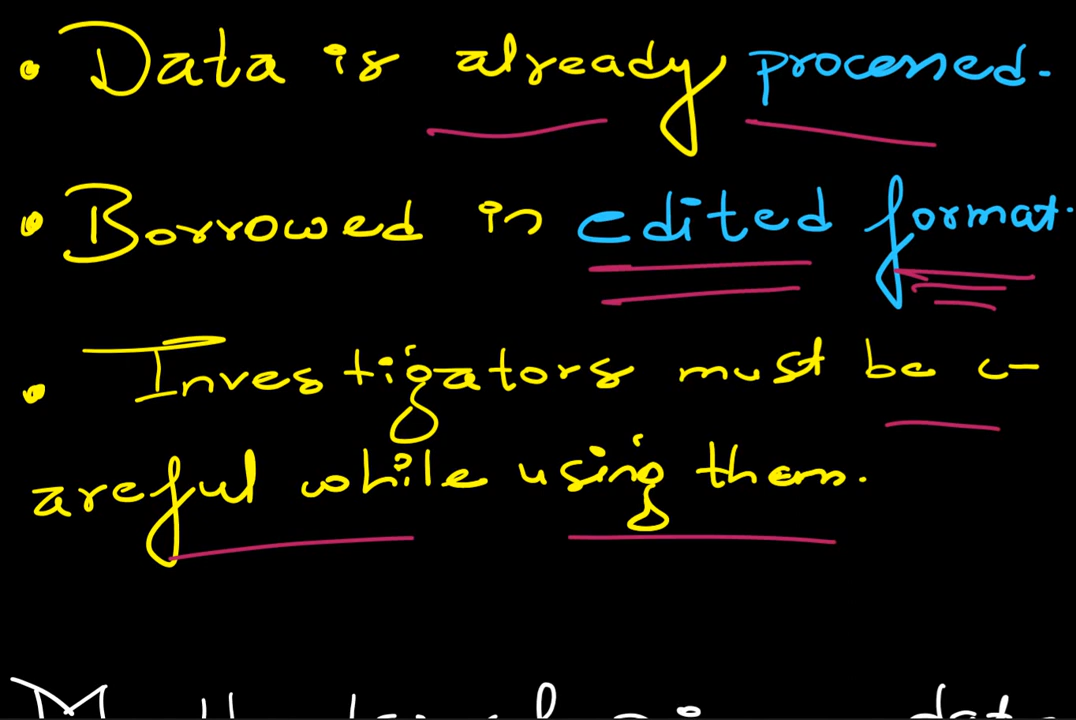 • Data is already processed.
• Borrowed in edited format.
• Investigators must be c-
areful while using them.